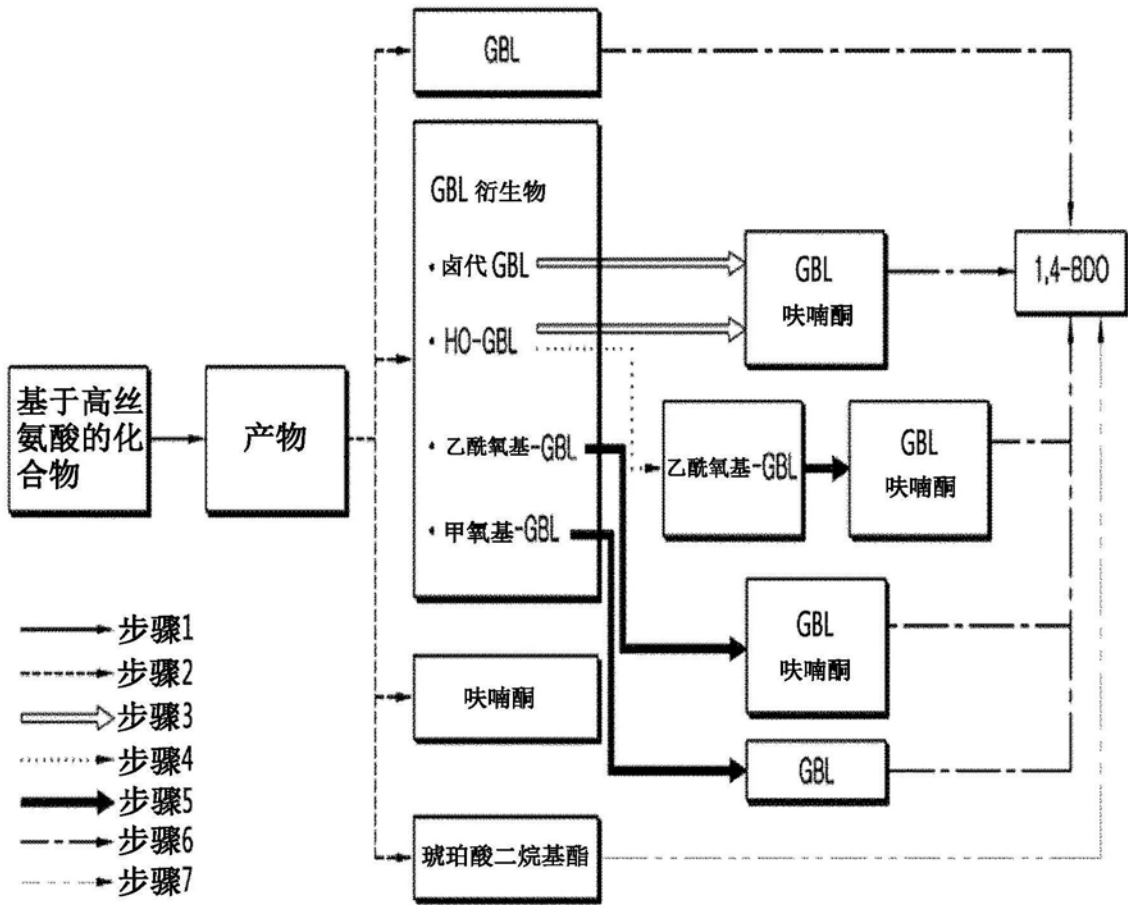 GBL
GBL 衍生物
• 卤代 GBL
• HO-GBL
• 乙酰氧基-GBL
• 甲氧基-GBL
GBL
呋喃酮
1,4-BDO
基于高丝
氨酸的化
合物
产物
乙酰氧基-GBL
GBL
呋喃酮
GBL
呋喃酮
呋喃酮
GBL
琥珀酸二烷基酯
步骤1
步骤2
步骤3
步骤4
步骤5
步骤6
步骤7